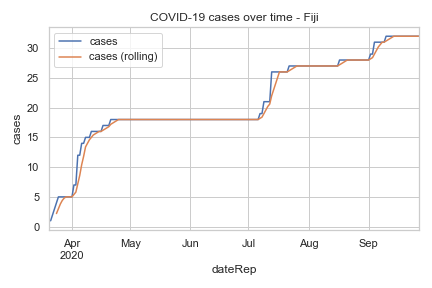 COVID-19 cases over time - Fiji
cases
cases (rolling)
30
25
20
15
10
5
0
cases
Apr
2020
May
Jun
Jul
Aug
Sep
dateRep